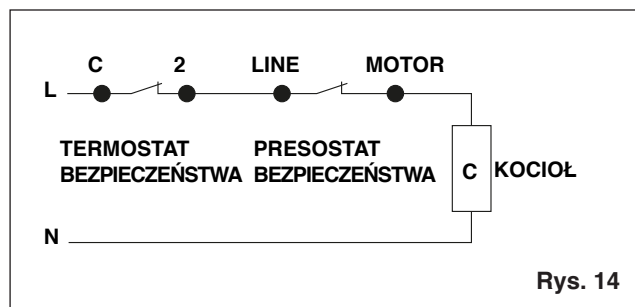 C 2 LINE MOTOR
L
TERMOSTAT PRESOSTAT
BEZPIECZEŃSTWA BEZPIECZEŃSTWA C KOCIOŁ
N
Rys. 14